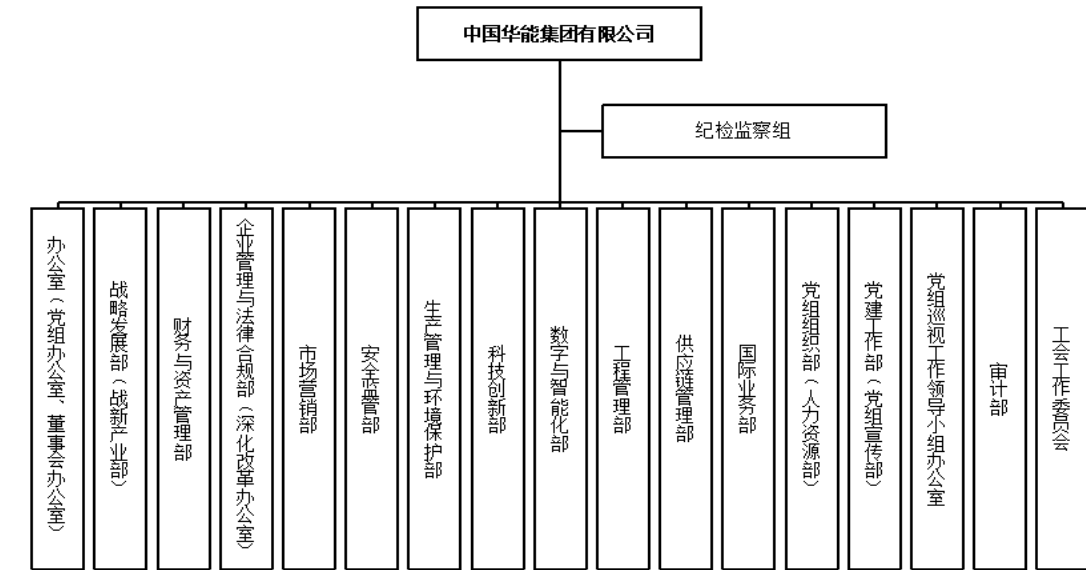 中国华能集团有限公司
纪检监察组
办公室（党组办公室、董事会办公室）
战略发展部（战新产业部）
财务与资产管理部
企业管理与法律合规部（深化改革办公室）
市场营销部
安全监管部
生产管理与环境保护部
科技创新部
数字与智能化部
工程管理部
供应链管理部
国际业务部
党组组织部（人力资源部）
党建工作部（党组宣传部）
党组巡视工作领导小组办公室
审计部
工会工作委员会